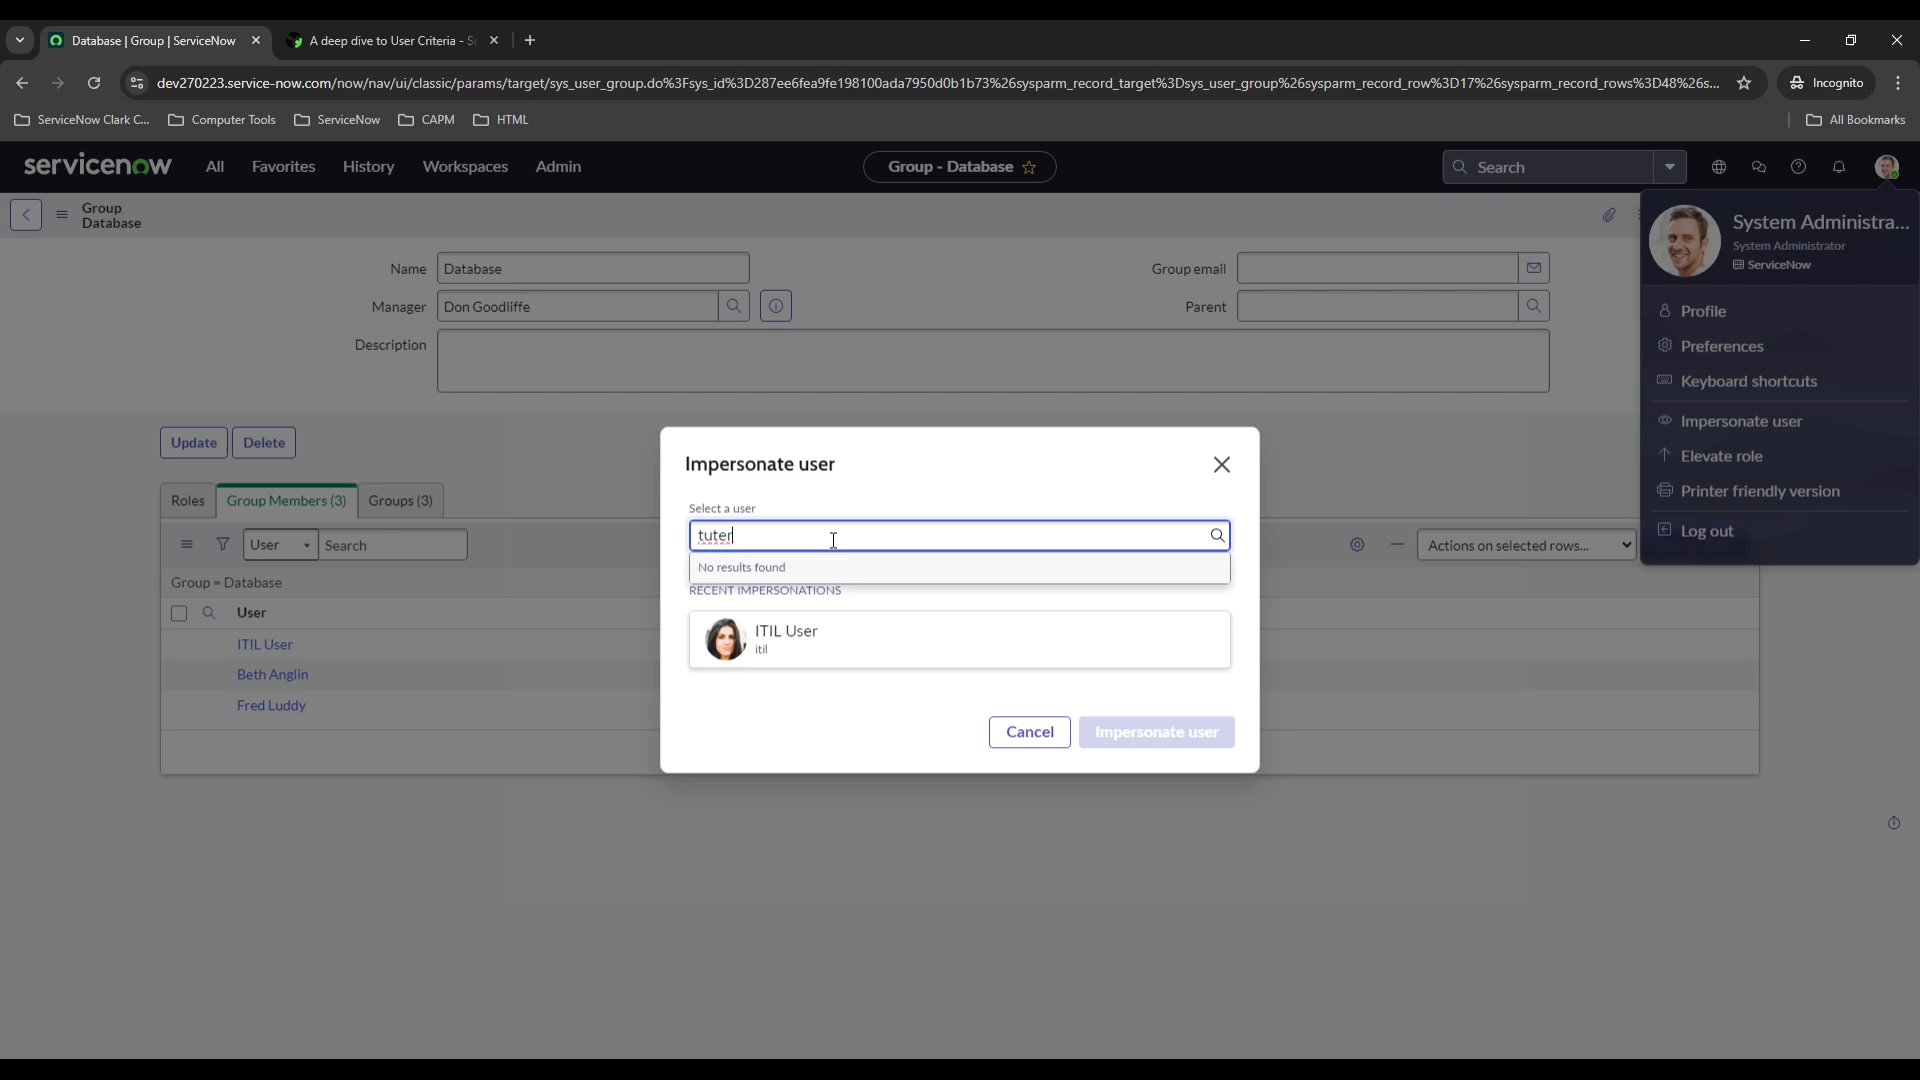 Database | Group | ServiceNow
A deep dive to User Criteria - S
dev270223.service-now.com/now/nav/ui/classic/params/target/sys_user_group.do%3Fsys_id%3D287ee6fea9fe198100ada7950d0b1b73%26sysparm_record_target%3Dsys_user_group%26sysparm_record_row%3D17%26sysparm_record_rows%3D48%26s...
Incognito
ServiceNow Clark C...
Computer Tools
ServiceNow
CAPM
HTML
All Bookmarks
servicenow
All
Favorites
History
Workspaces
Admin
Group - Database
Search
Group
Database
System Administra...
System Administrator
ServiceNow
Name
Database
Group email
Manager
Don Goodliffe
Parent
Description
Profile
Preferences
Keyboard shortcuts
Impersonate user
Elevate role
Printer friendly version
Log out
Update
Delete
Roles
Group Members (3)
Groups (3)
User
Search
Actions on selected rows...
Group = Database
User
ITIL User
Beth Anglin
Fred Luddy
Impersonate user
Select a user
tuter
No results found
RECENT IMPERSONATIONS
ITIL User
itil
Cancel
Impersonate user